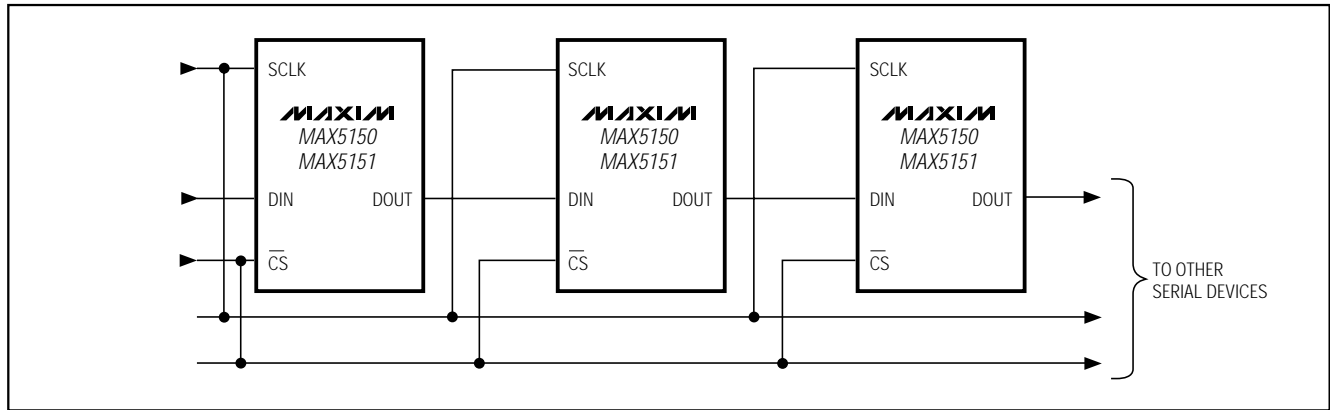 SCLK
MAXIM
MAX5150
MAX5151
DIN DOUT
CS
SCLK
MAXIM
MAX5150
MAX5151
DIN DOUT
CS
SCLK
MAXIM
MAX5150
MAX5151
DIN DOUT
CS
TO OTHER
SERIAL DEVICES